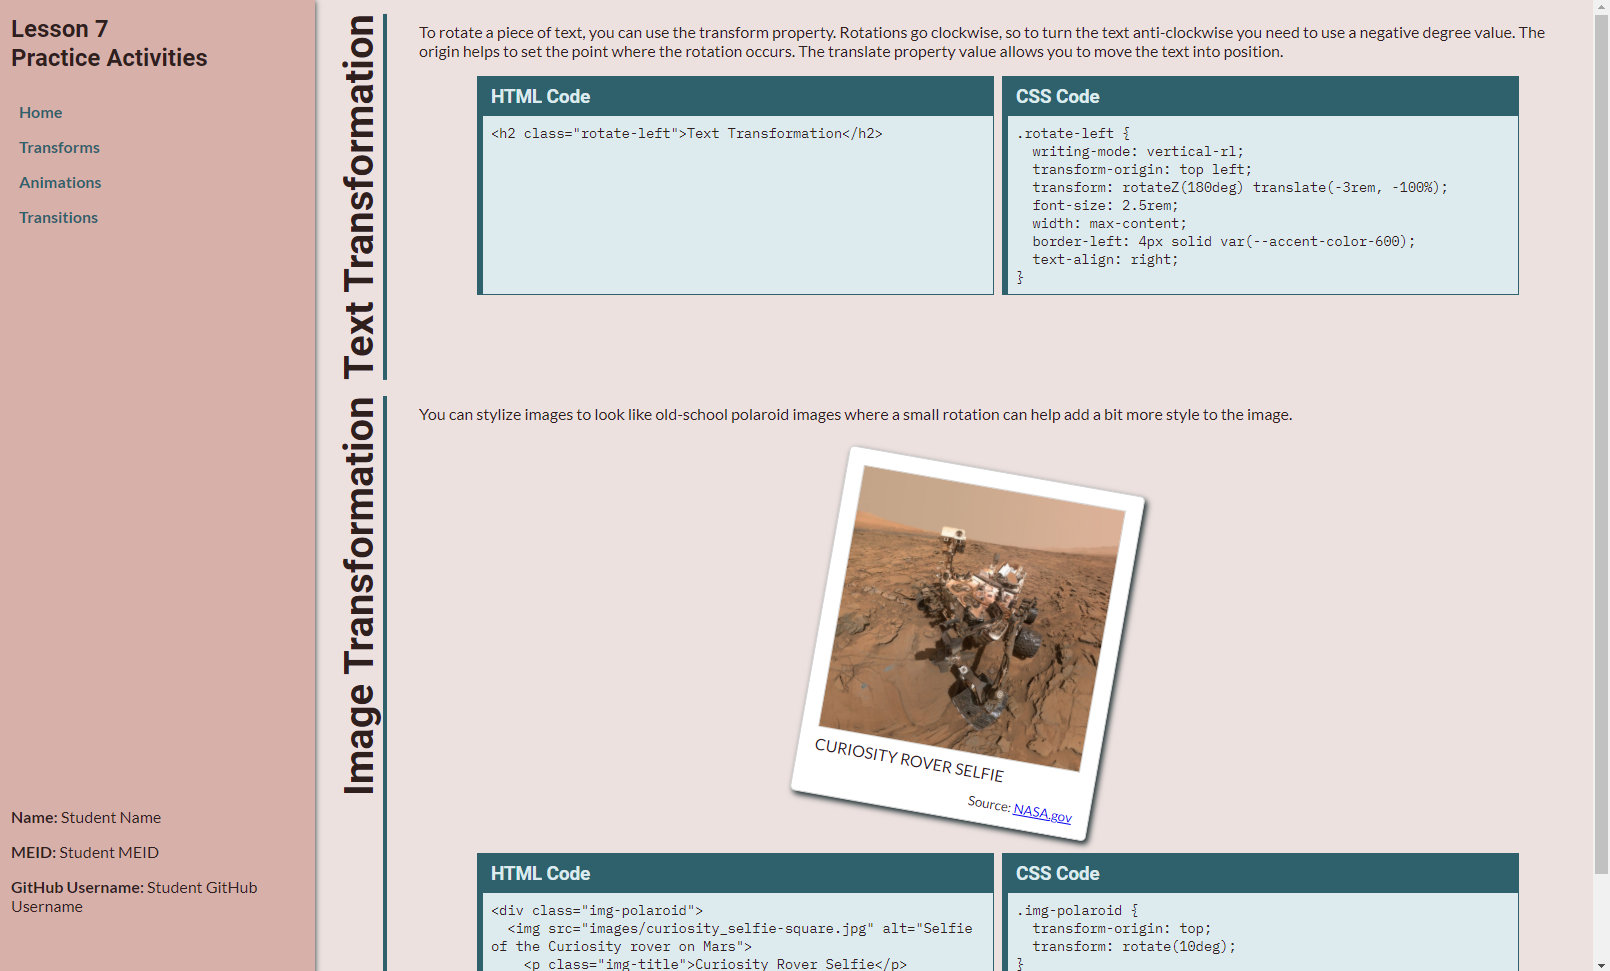 Lesson 7
Practice Activities
Home
Transforms
Animations
Transitions
Name: Student Name
MEID: Student MEID
GitHub Username: Student GitHub
Username
Text Transformation
To rotate a piece of text, you can use the transform property. Rotations go clockwise, so to turn the text anti-clockwise you need to use a negative degree value. The
origin helps to set the point where the rotation occurs. The translate property value allows you to move the text into position.
HTML Code
<h2 class="rotate-left">Text Transformation</h2>
CSS Code
.rotate-left {
  writing-mode: vertical-rl;
  transform-origin: top left;
  transform: rotateZ(180deg) translate(-3rem, -100%);
  font-size: 2.5rem;
  width: max-content;
  border-left: 4px solid var(--accent-color-600);
  text-align: right;
}
Image Transformation
You can stylize images to look like old-school polaroid images where a small rotation can help add a bit more style to the image.
CURIOSITY ROVER SELFIE
Source: NASA.gov
HTML Code
<div class="img-polaroid">
  <img src="images/curiosity_selfie-square.jpg" alt="Selfie
of the Curiosity rover on Mars">
    <p class="img-title">Curiosity Rover Selfie</p>
CSS Code
.img-polaroid {
  transform-origin: top;
  transform: rotate(10deg);
}